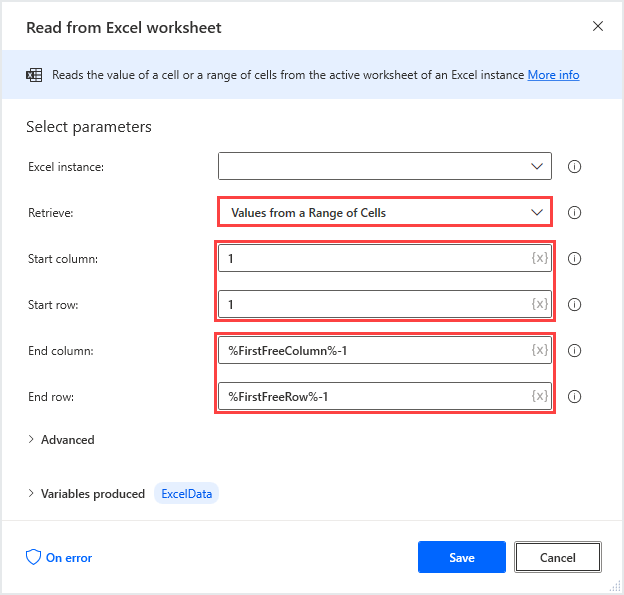 Read from Excel worksheet
Reads the value of a cell or a range of cells from the active worksheet of an Excel instance More info
Select parameters
Excel instance:
Retrieve: Values from a Range of Cells
Start column: 1 {x}
Start row: 1 {x}
End column: %FirstFreeColumn%-1 {x}
End row: %FirstFreeRow%-1 {x}
Advanced
Variables produced ExcelData
On error Save Cancel